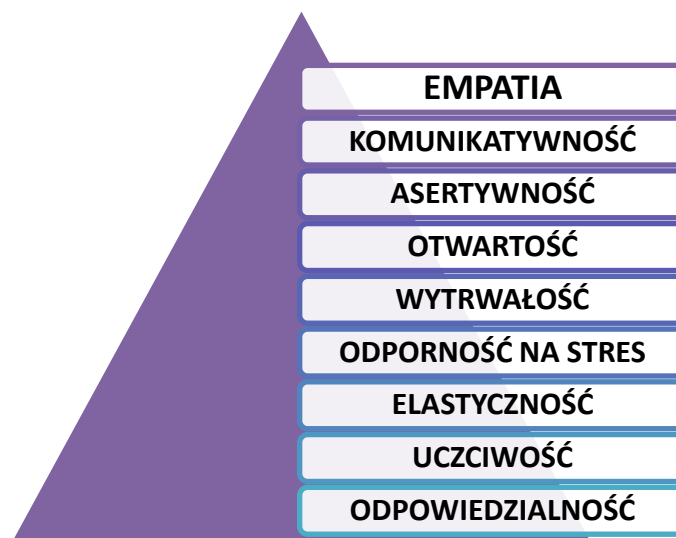 EMPATIA
KOMUNIKATYWNOŚĆ
ASERTYWNOŚĆ
OTWARTOŚĆ
WYTRWAŁOŚĆ
ODPORNOŚĆ NA STRES
ELASTYCZNOŚĆ
UCZCIWOŚĆ
ODPOWIEDZIALNOŚĆ